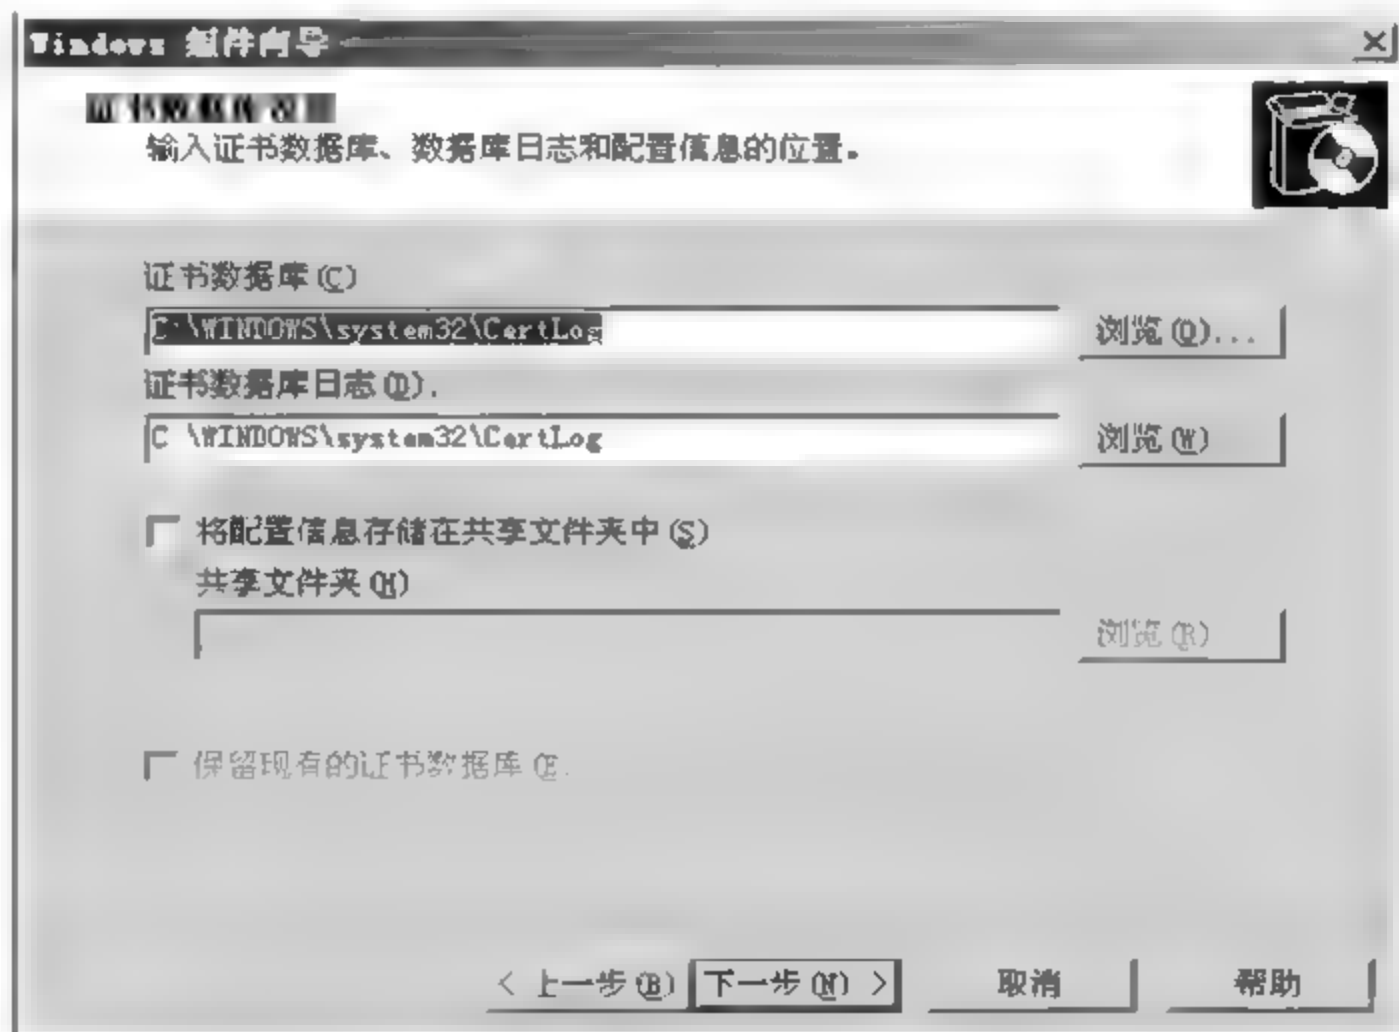 Windows 组件向导
输入证书数据库、数据库日志和配置信息的位置。
证书数据库(C)
C:\WINDOWS\system32\CertLog
浏览(O)...
证书数据库日志(D).
C \WINDOWS\system32\CertLog
浏览(W)
将配置信息存储在共享文件夹中(S)
共享文件夹(H)
浏览(R)
保留现有的证书数据库(E.
< 上一步(B)
下一步(N) >
取消
帮助